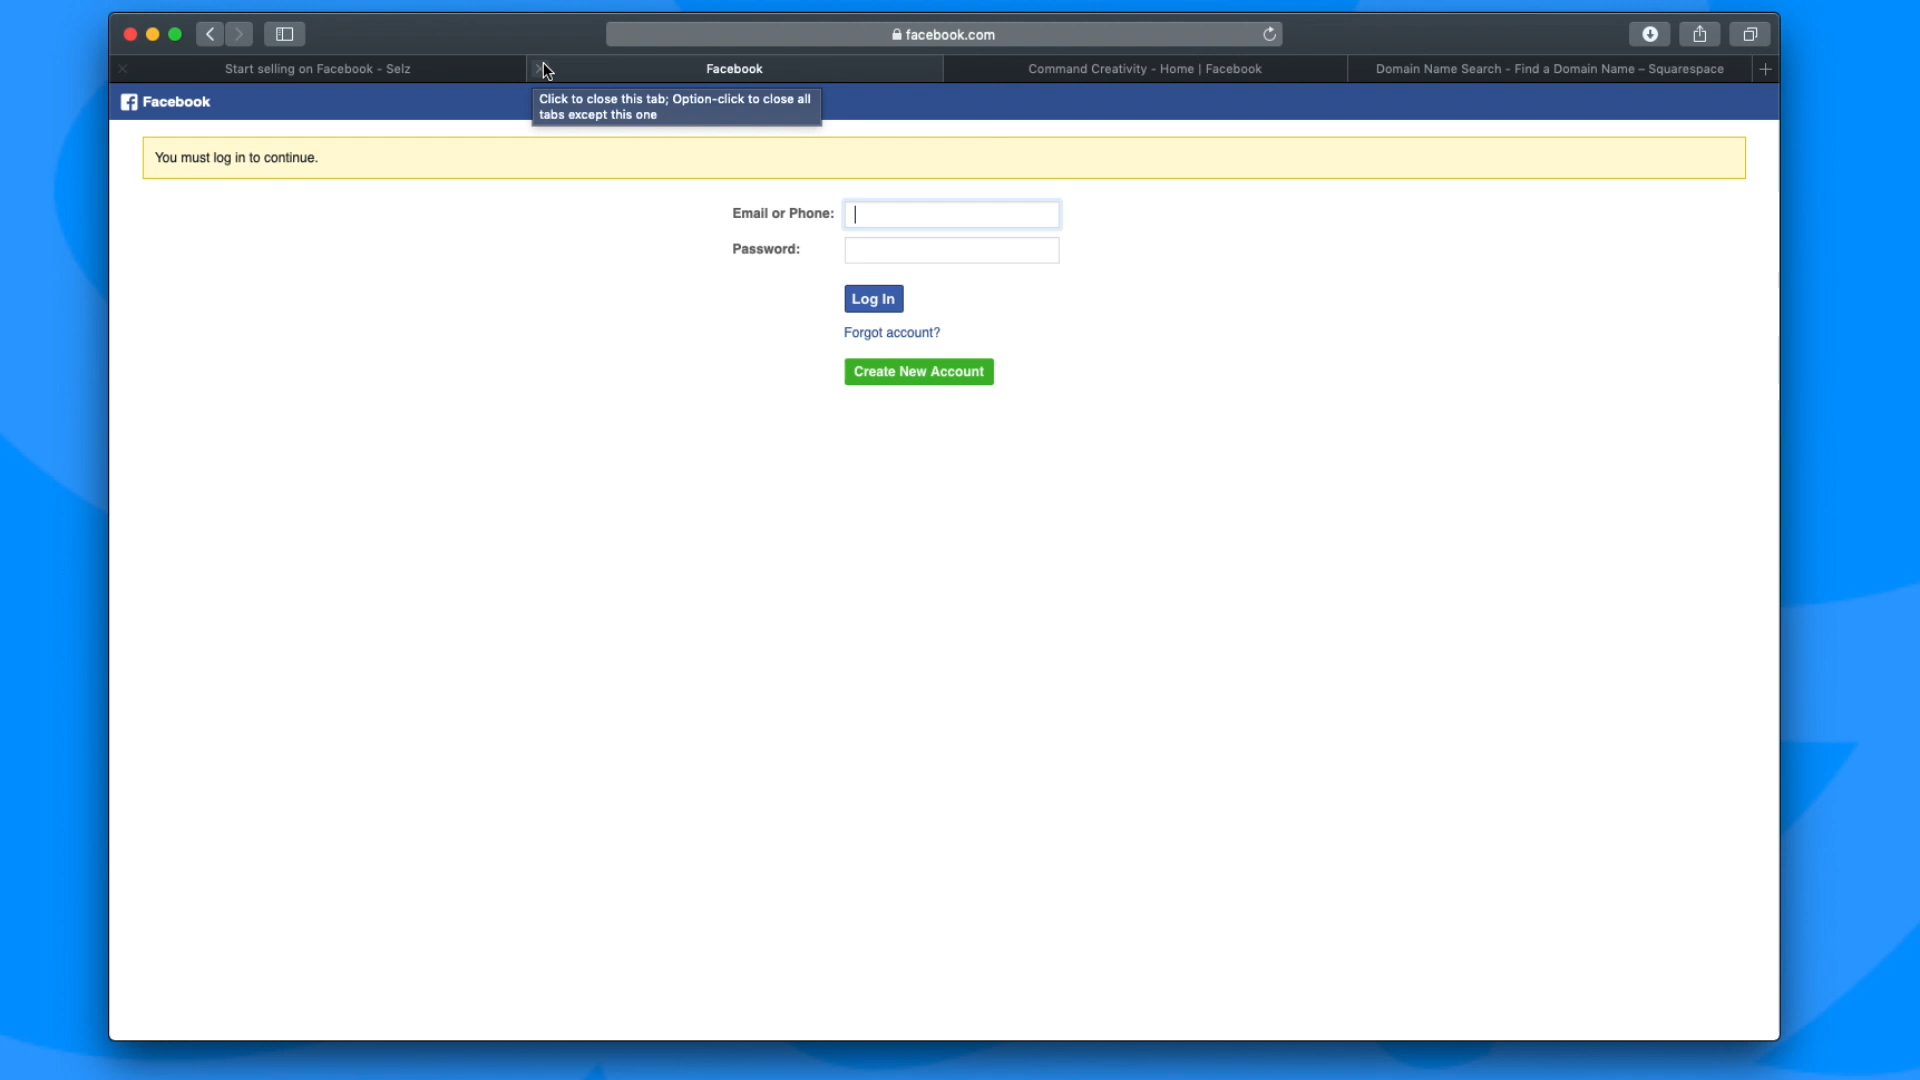 facebook.com
Start selling on Facebook - Selz
Facebook
Command Creativity - Home | Facebook
Domain Name Search - Find a Domain Name – Squarespace
Facebook
Click to close this tab; Option-click to close all
tabs except this one
You must log in to continue.
Email or Phone:
Password:
Log In
Forgot account?
Create New Account